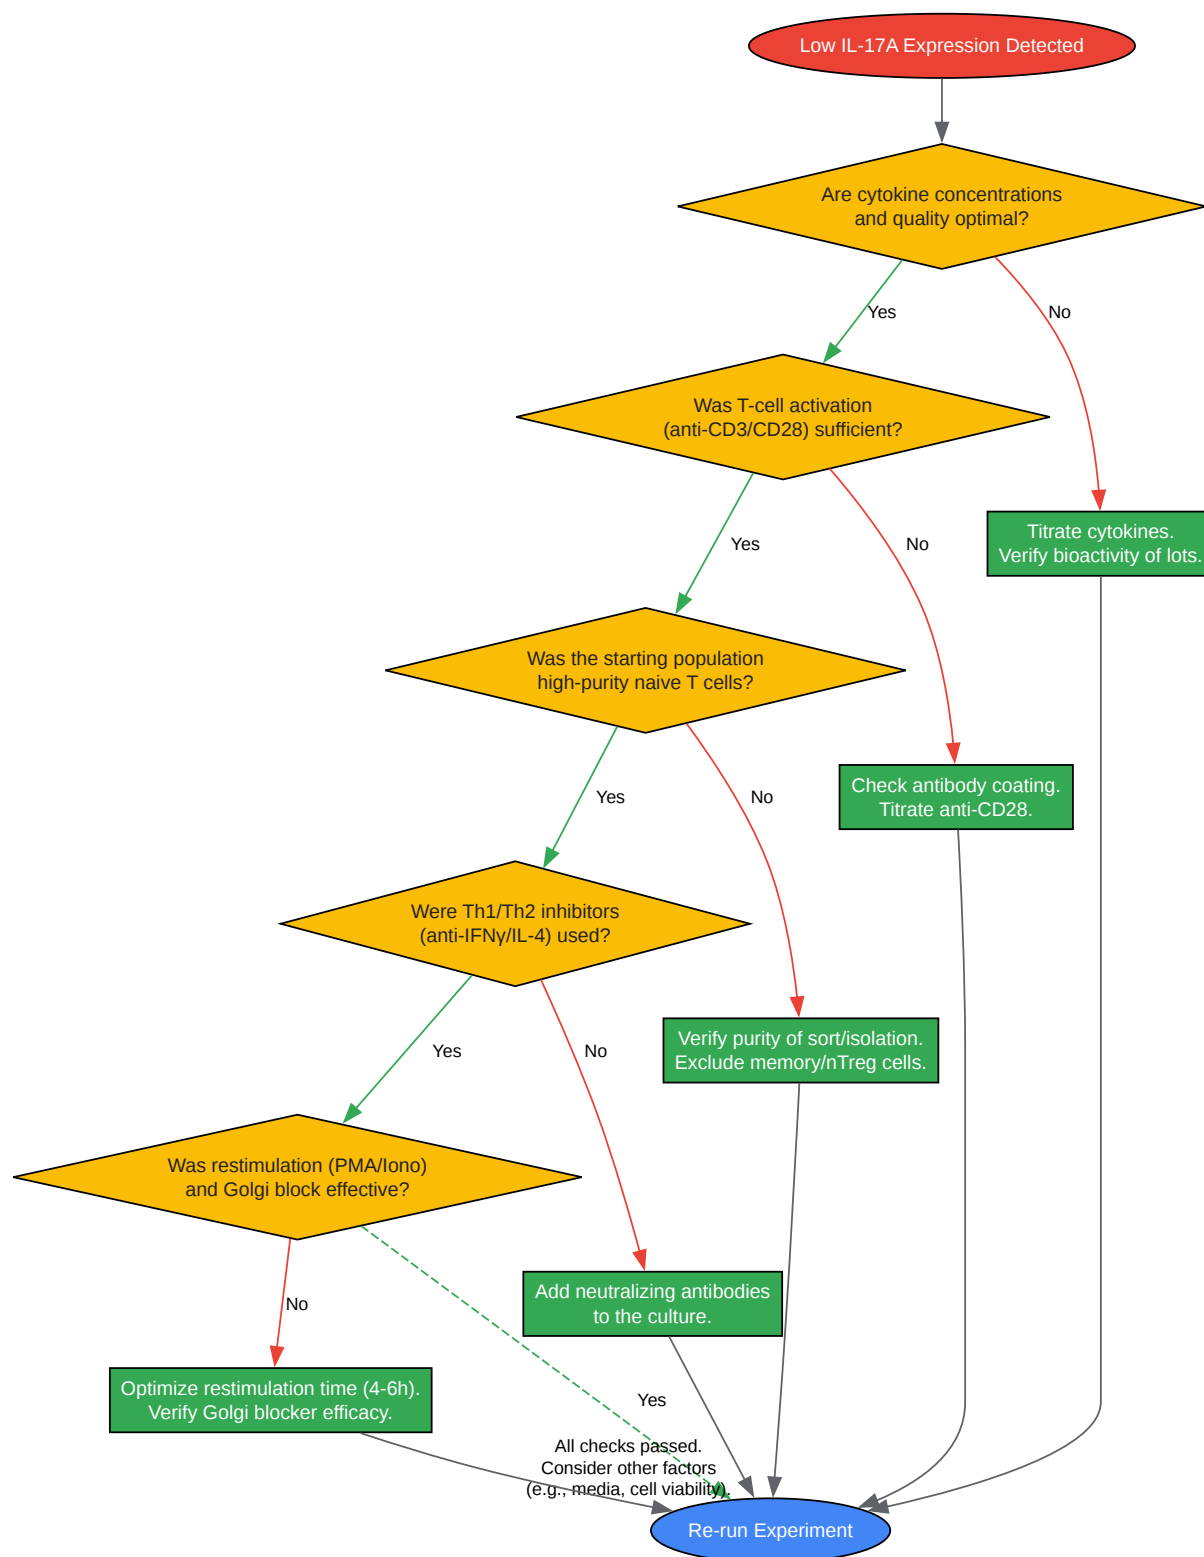 Low IL-17A Expression Detected
Are cytokine concentrations
and quality optimal?
Yes
No
Was T-cell activation
(anti-CD3/CD28) sufficient?
Titrate cytokines.
Verify bioactivity of lots.
Yes
No
Was the starting population
high-purity naive T cells?
Check antibody coating.
Titrate anti-CD28.
Yes
No
Were Th1/Th2 inhibitors
(anti-IFNγ/IL-4) used?
Verify purity of sort/isolation.
Exclude memory/nTreg cells.
Yes
No
Was restimulation (PMA/Iono)
and Golgi block effective?
Add neutralizing antibodies
to the culture.
No
Optimize restimulation time (4-6h).
Verify Golgi blocker efficacy.
Yes
All checks passed.
Consider other factors
(e.g., media, cell viability).
Re-run Experiment